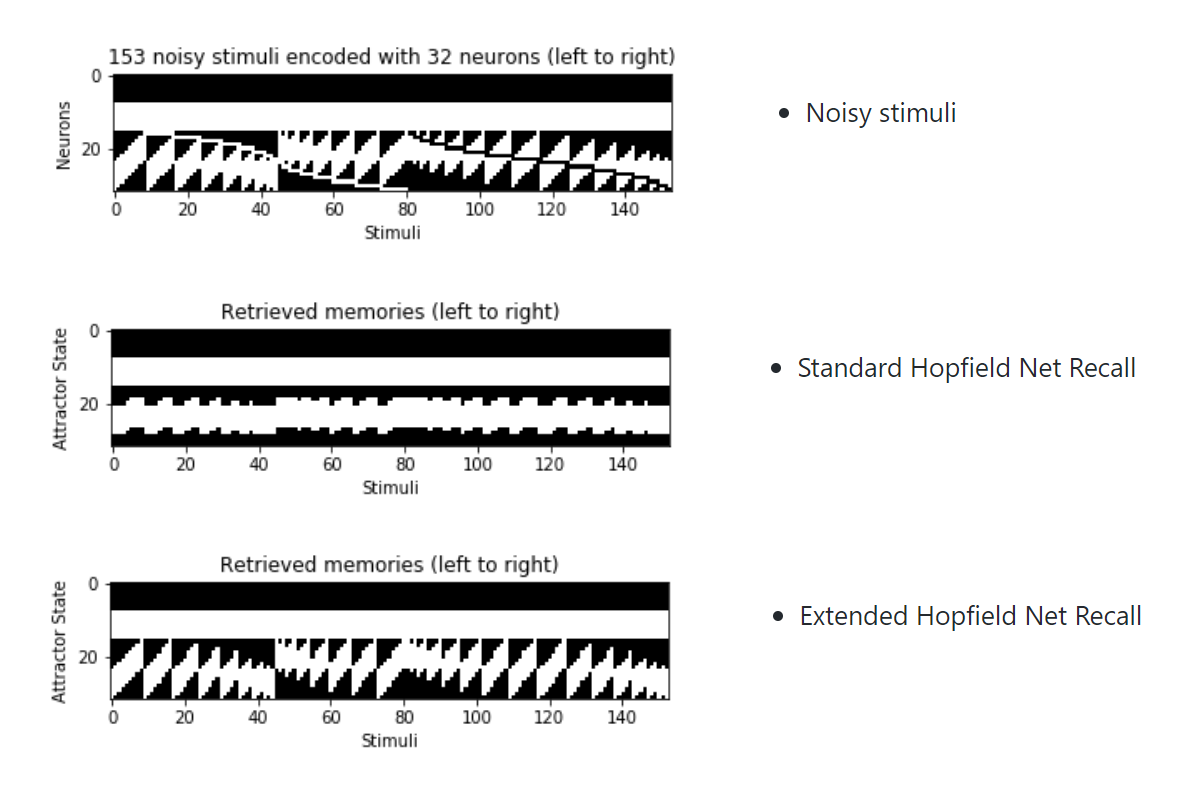 153 noisy stimuli encoded with 32 neurons (left to right)
0
20
Neurons
0 20 40 60 80 100 120 140
Stimuli
• Noisy stimuli
Retrieved memories (left to right)
0
20
Attractor State
0 20 40 60 80 100 120 140
Stimuli
• Standard Hopfield Net Recall
Retrieved memories (left to right)
0
20
Attractor State
0 20 40 60 80 100 120 140
Stimuli
• Extended Hopfield Net Recall